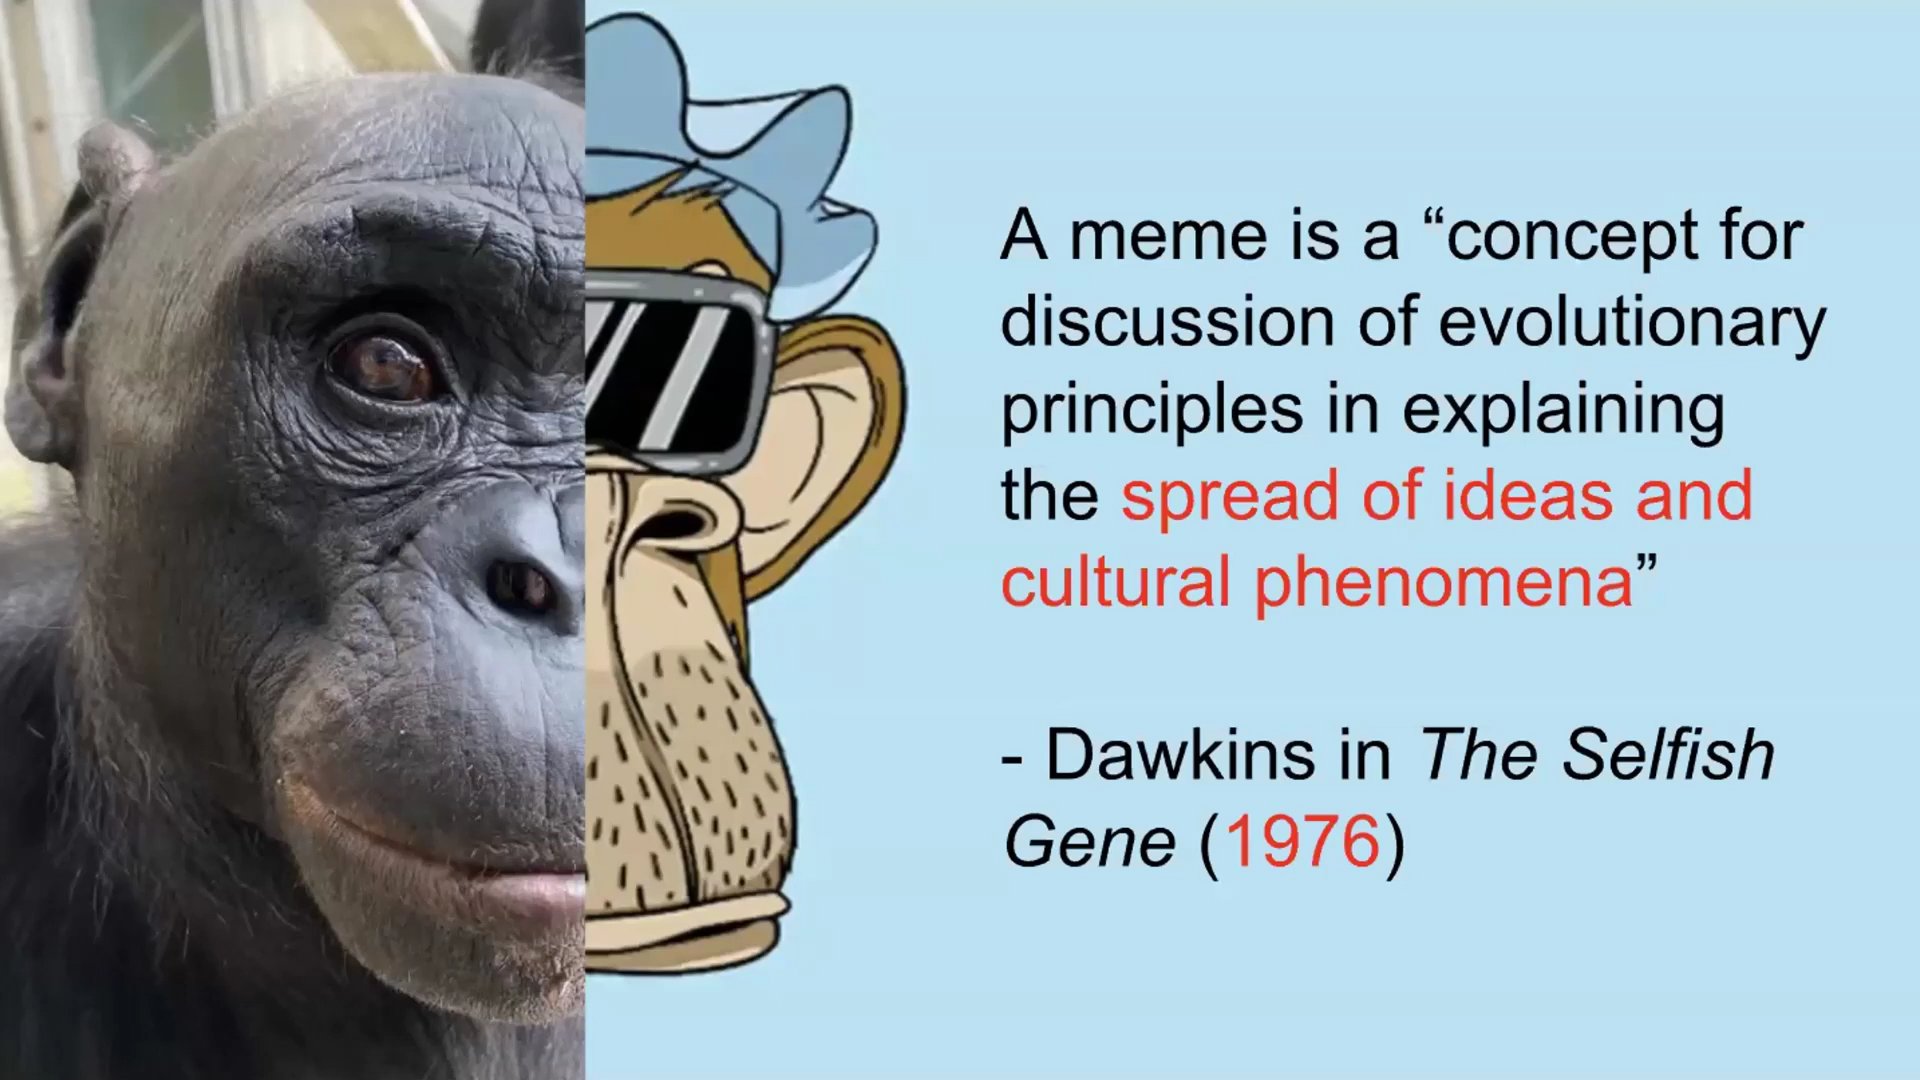 A meme is a “concept for
discussion of evolutionary
principles in explaining
the spread of ideas and
cultural phenomena”
- Dawkins in The Selfish
Gene (1976)